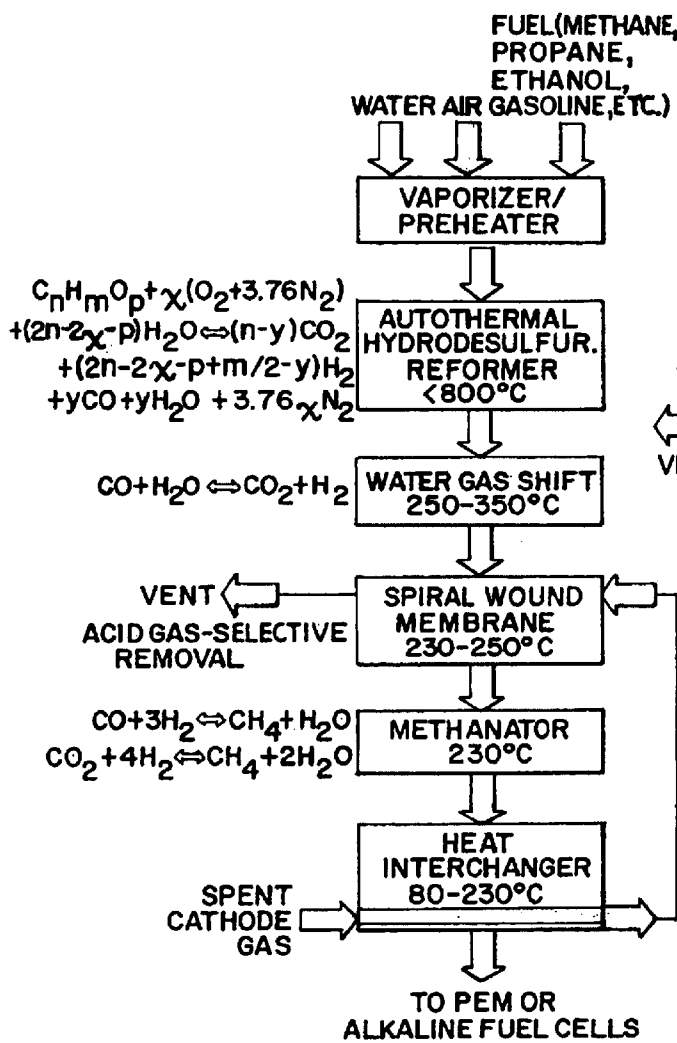 FUEL(METHANE,
PROPANE,
ETHANOL,
WATER AIR GASOLINE,ETC.)
VAPORIZER/
PREHEATER
CnHmOp+χ(O2+3.76N2)
+(2n-2χ-p)H2O⇔(n-y)CO2
+(2n-2χ-p+m/2-y)H2
+yCO+yH2O+3.76χN2
AUTOTHERMAL
HYDRODESULFUR.
REFORMER
<800°C
CO+H2O⇔CO2+H2
WATER GAS SHIFT
250-350°C
VENT
ACID GAS-SELECTIVE
REMOVAL
SPIRAL WOUND
MEMBRANE
230-250°C
CO+3H2⇔CH4+H2O
CO2+4H2⇔CH4+2H2O
METHANATOR
230°C
HEAT
INTERCHANGER
80-230°C
SPENT
CATHODE
GAS
TO PEM OR
ALKALINE FUEL CELLS